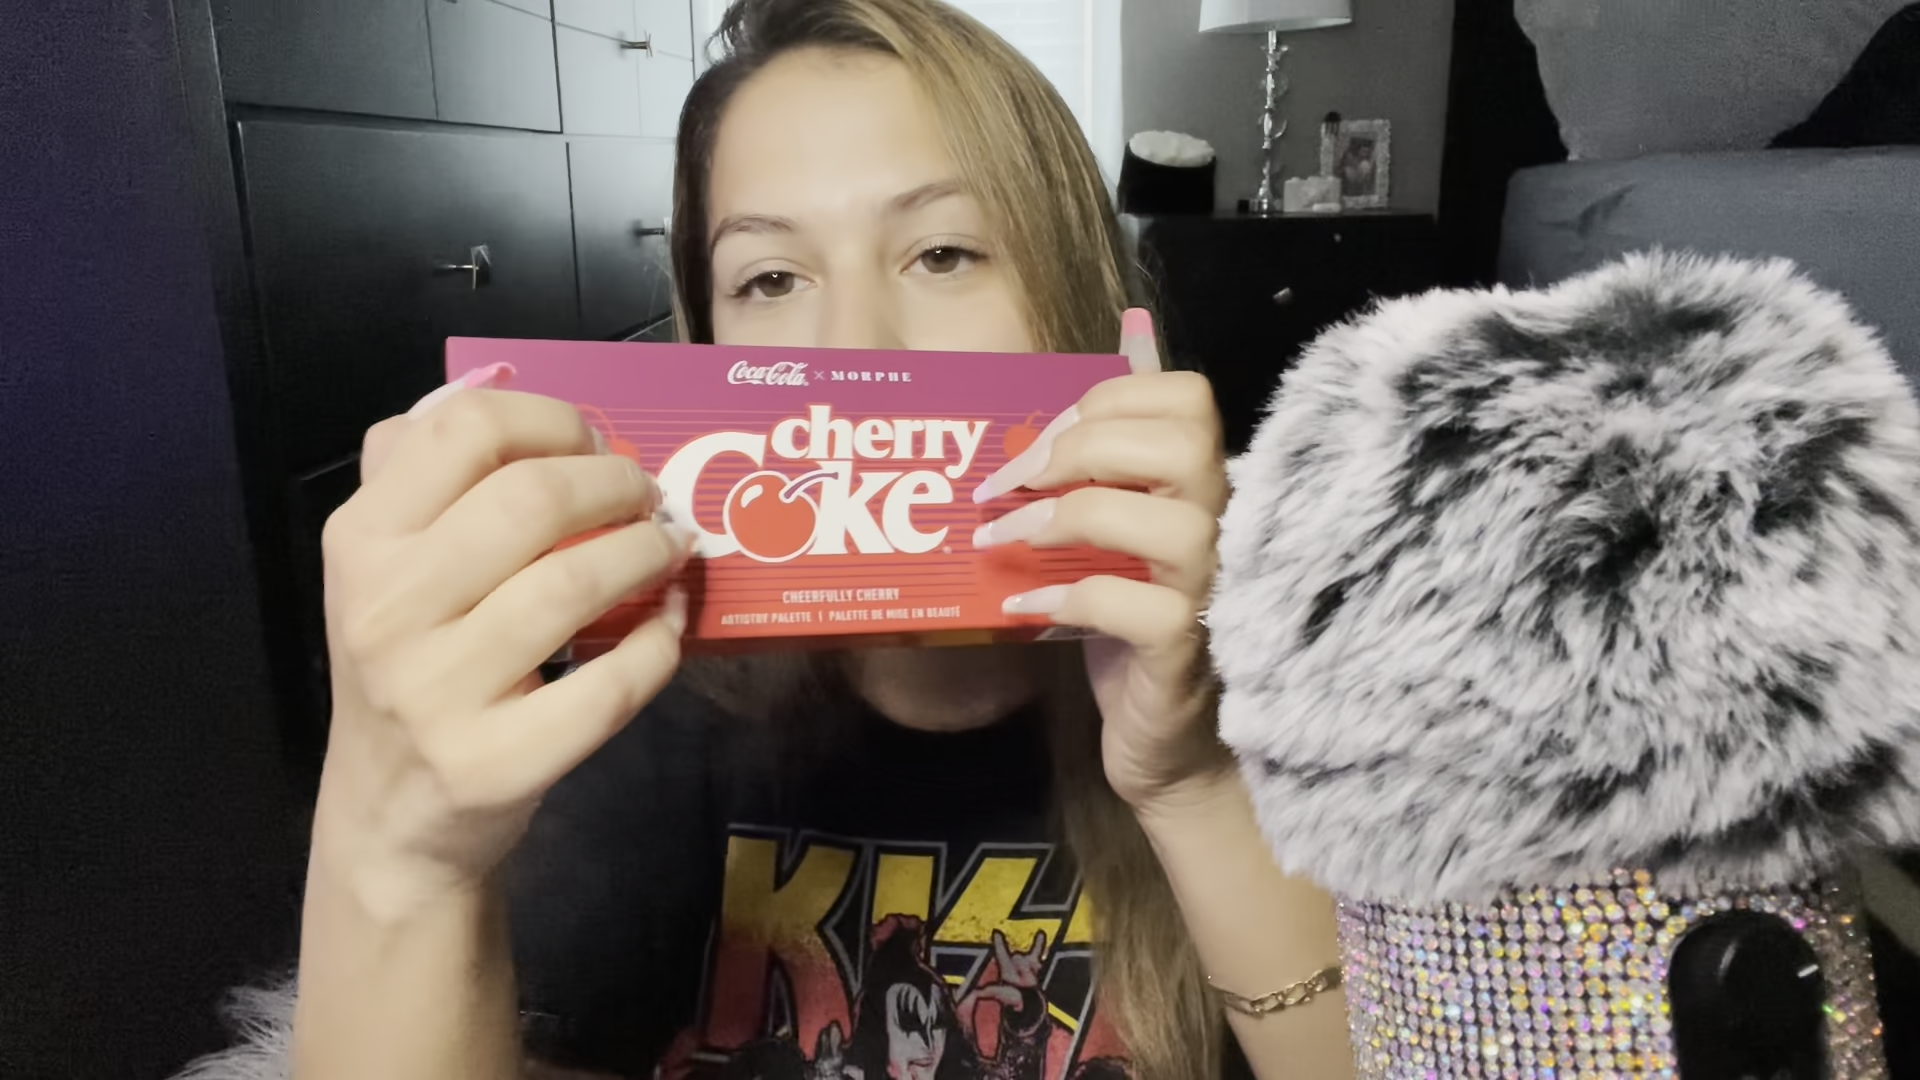 Coca-Cola × MORPHE
cherry
Coke
CHEERFULLY CHERRY
ARTISTRY PALETTE | PALETTE DE MISE EN BEAUTÉ
KISS